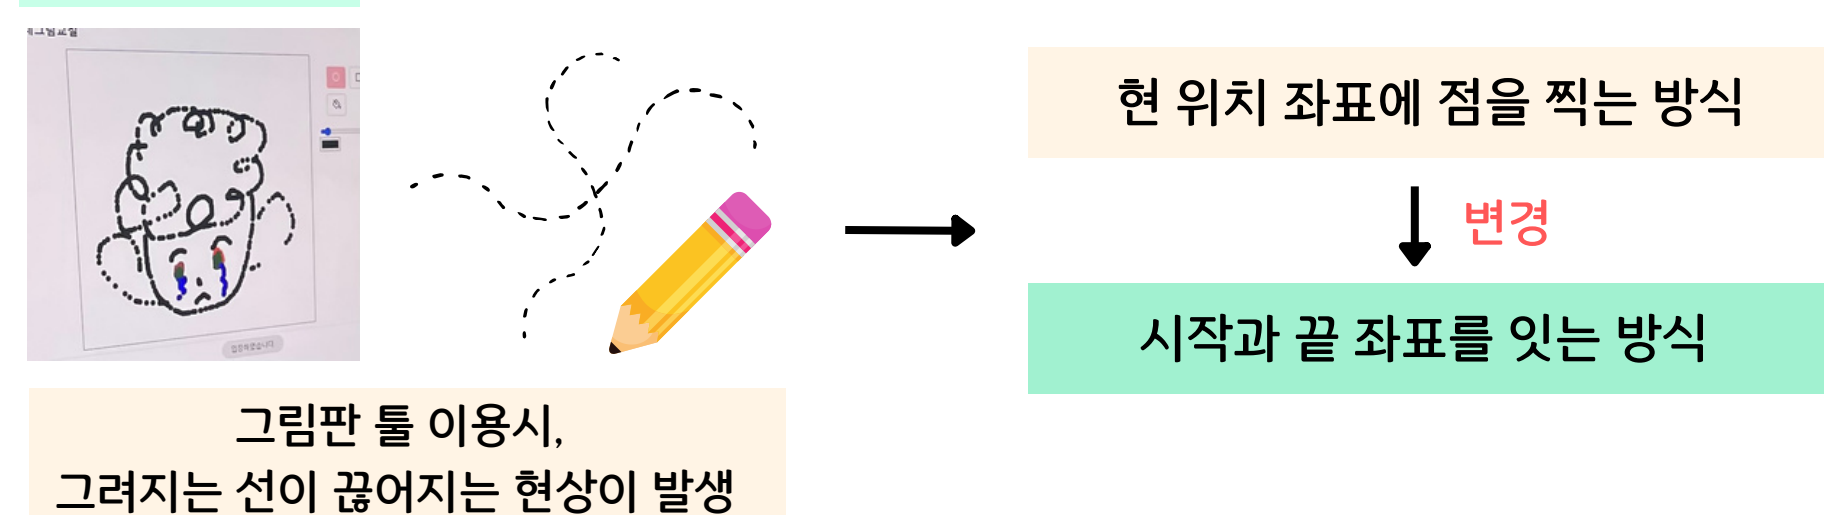 그림판 툴 이용시,
그려지는 선이 끊어지는 현상이 발생
현 위치 좌표에 점을 찍는 방식
변경
시작과 끝 좌표를 잇는 방식